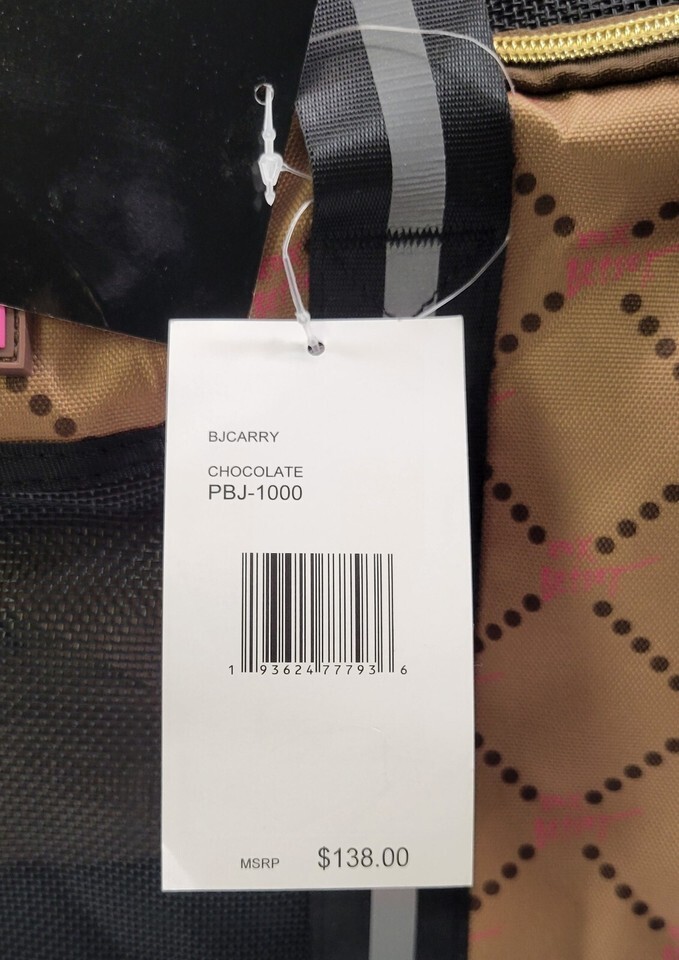 BJCARRY
CHOCOLATE
PBJ-1000
1 93624 77793 6
MSRP $138.00